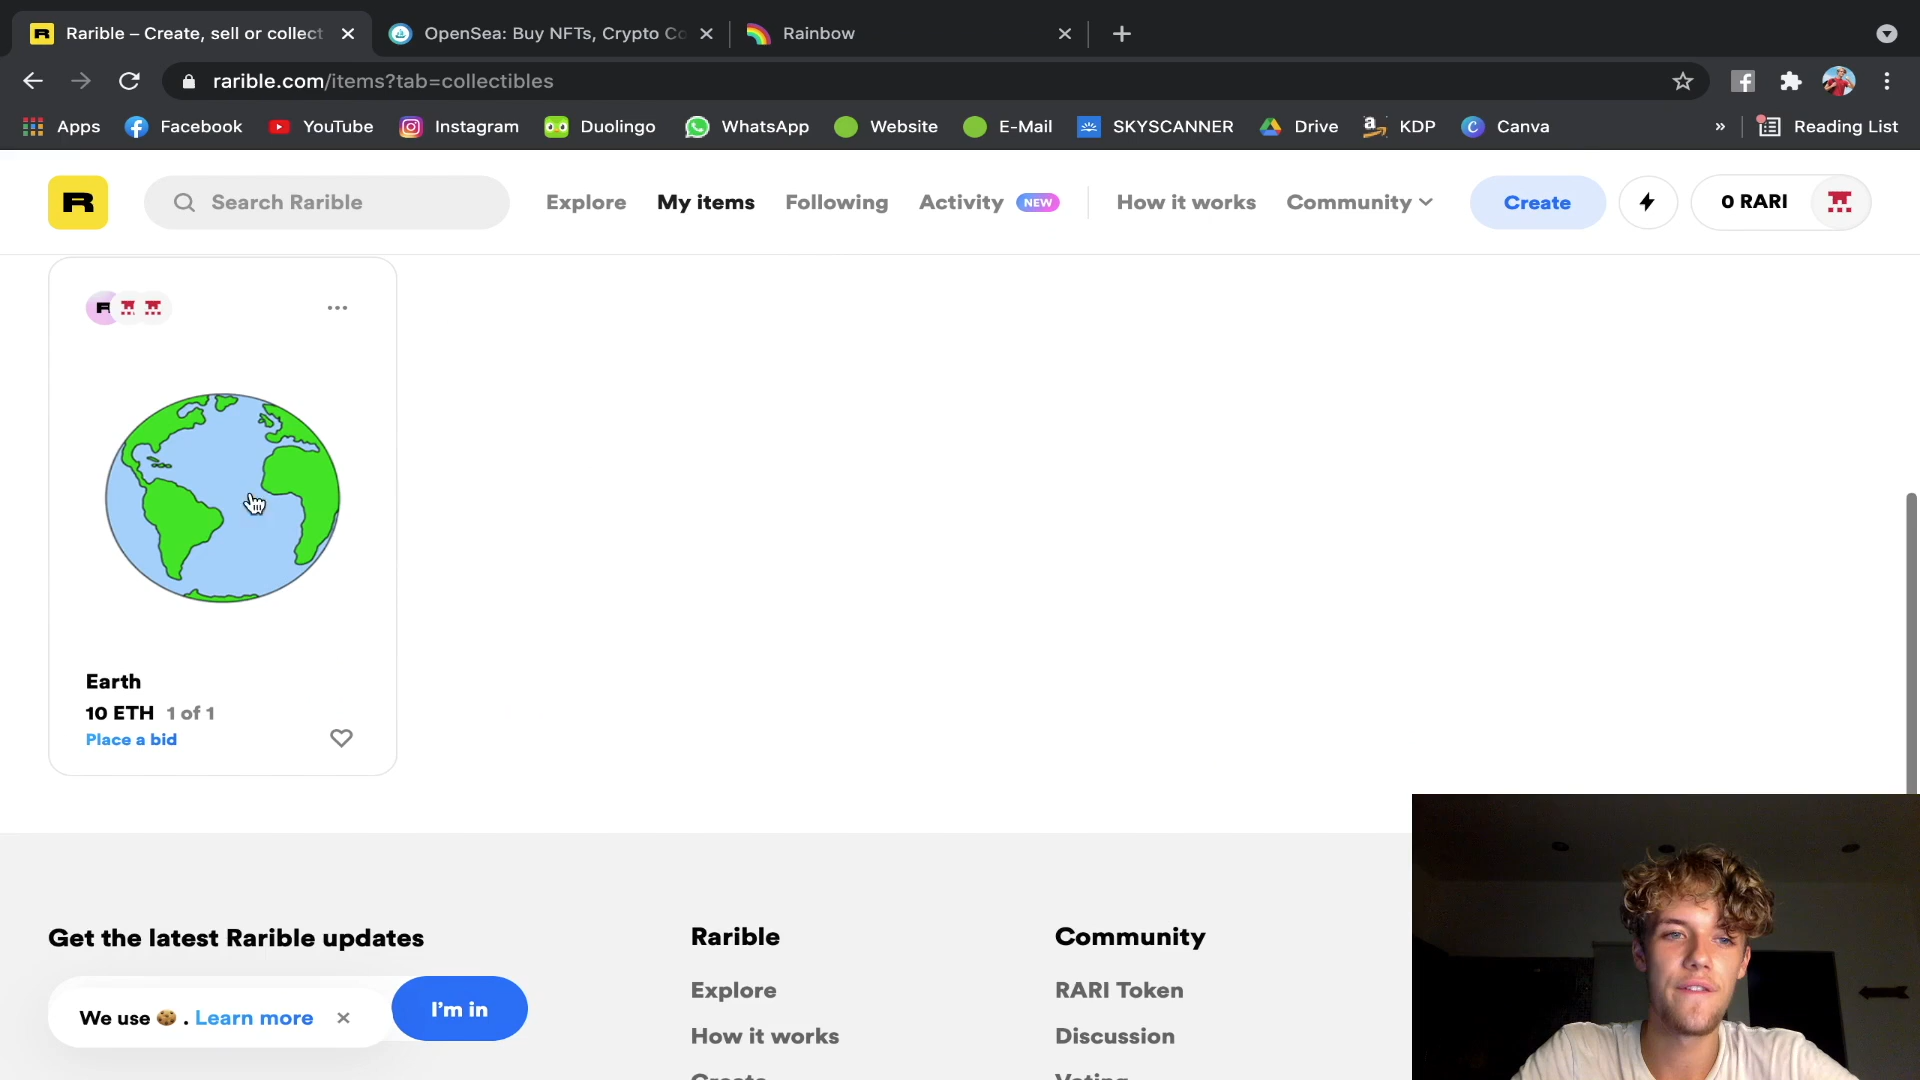 Rarible – Create, sell or collect
OpenSea: Buy NFTs, Crypto Co
Rainbow
rarible.com/items?tab=collectibles
Apps
Facebook
YouTube
Instagram
Duolingo
WhatsApp
Website
E-Mail
SKYSCANNER
Drive
KDP
Canva
»
Reading List
R
Search Rarible
Explore
My items
Following
Activity NEW
How it works
Community
Create
0 RARI
Earth
10 ETH 1 of 1
Place a bid
Get the latest Rarible updates
We use 🍪 . Learn more
I'm in
Rarible
Explore
How it works
Create
Community
RARI Token
Discussion
Voting